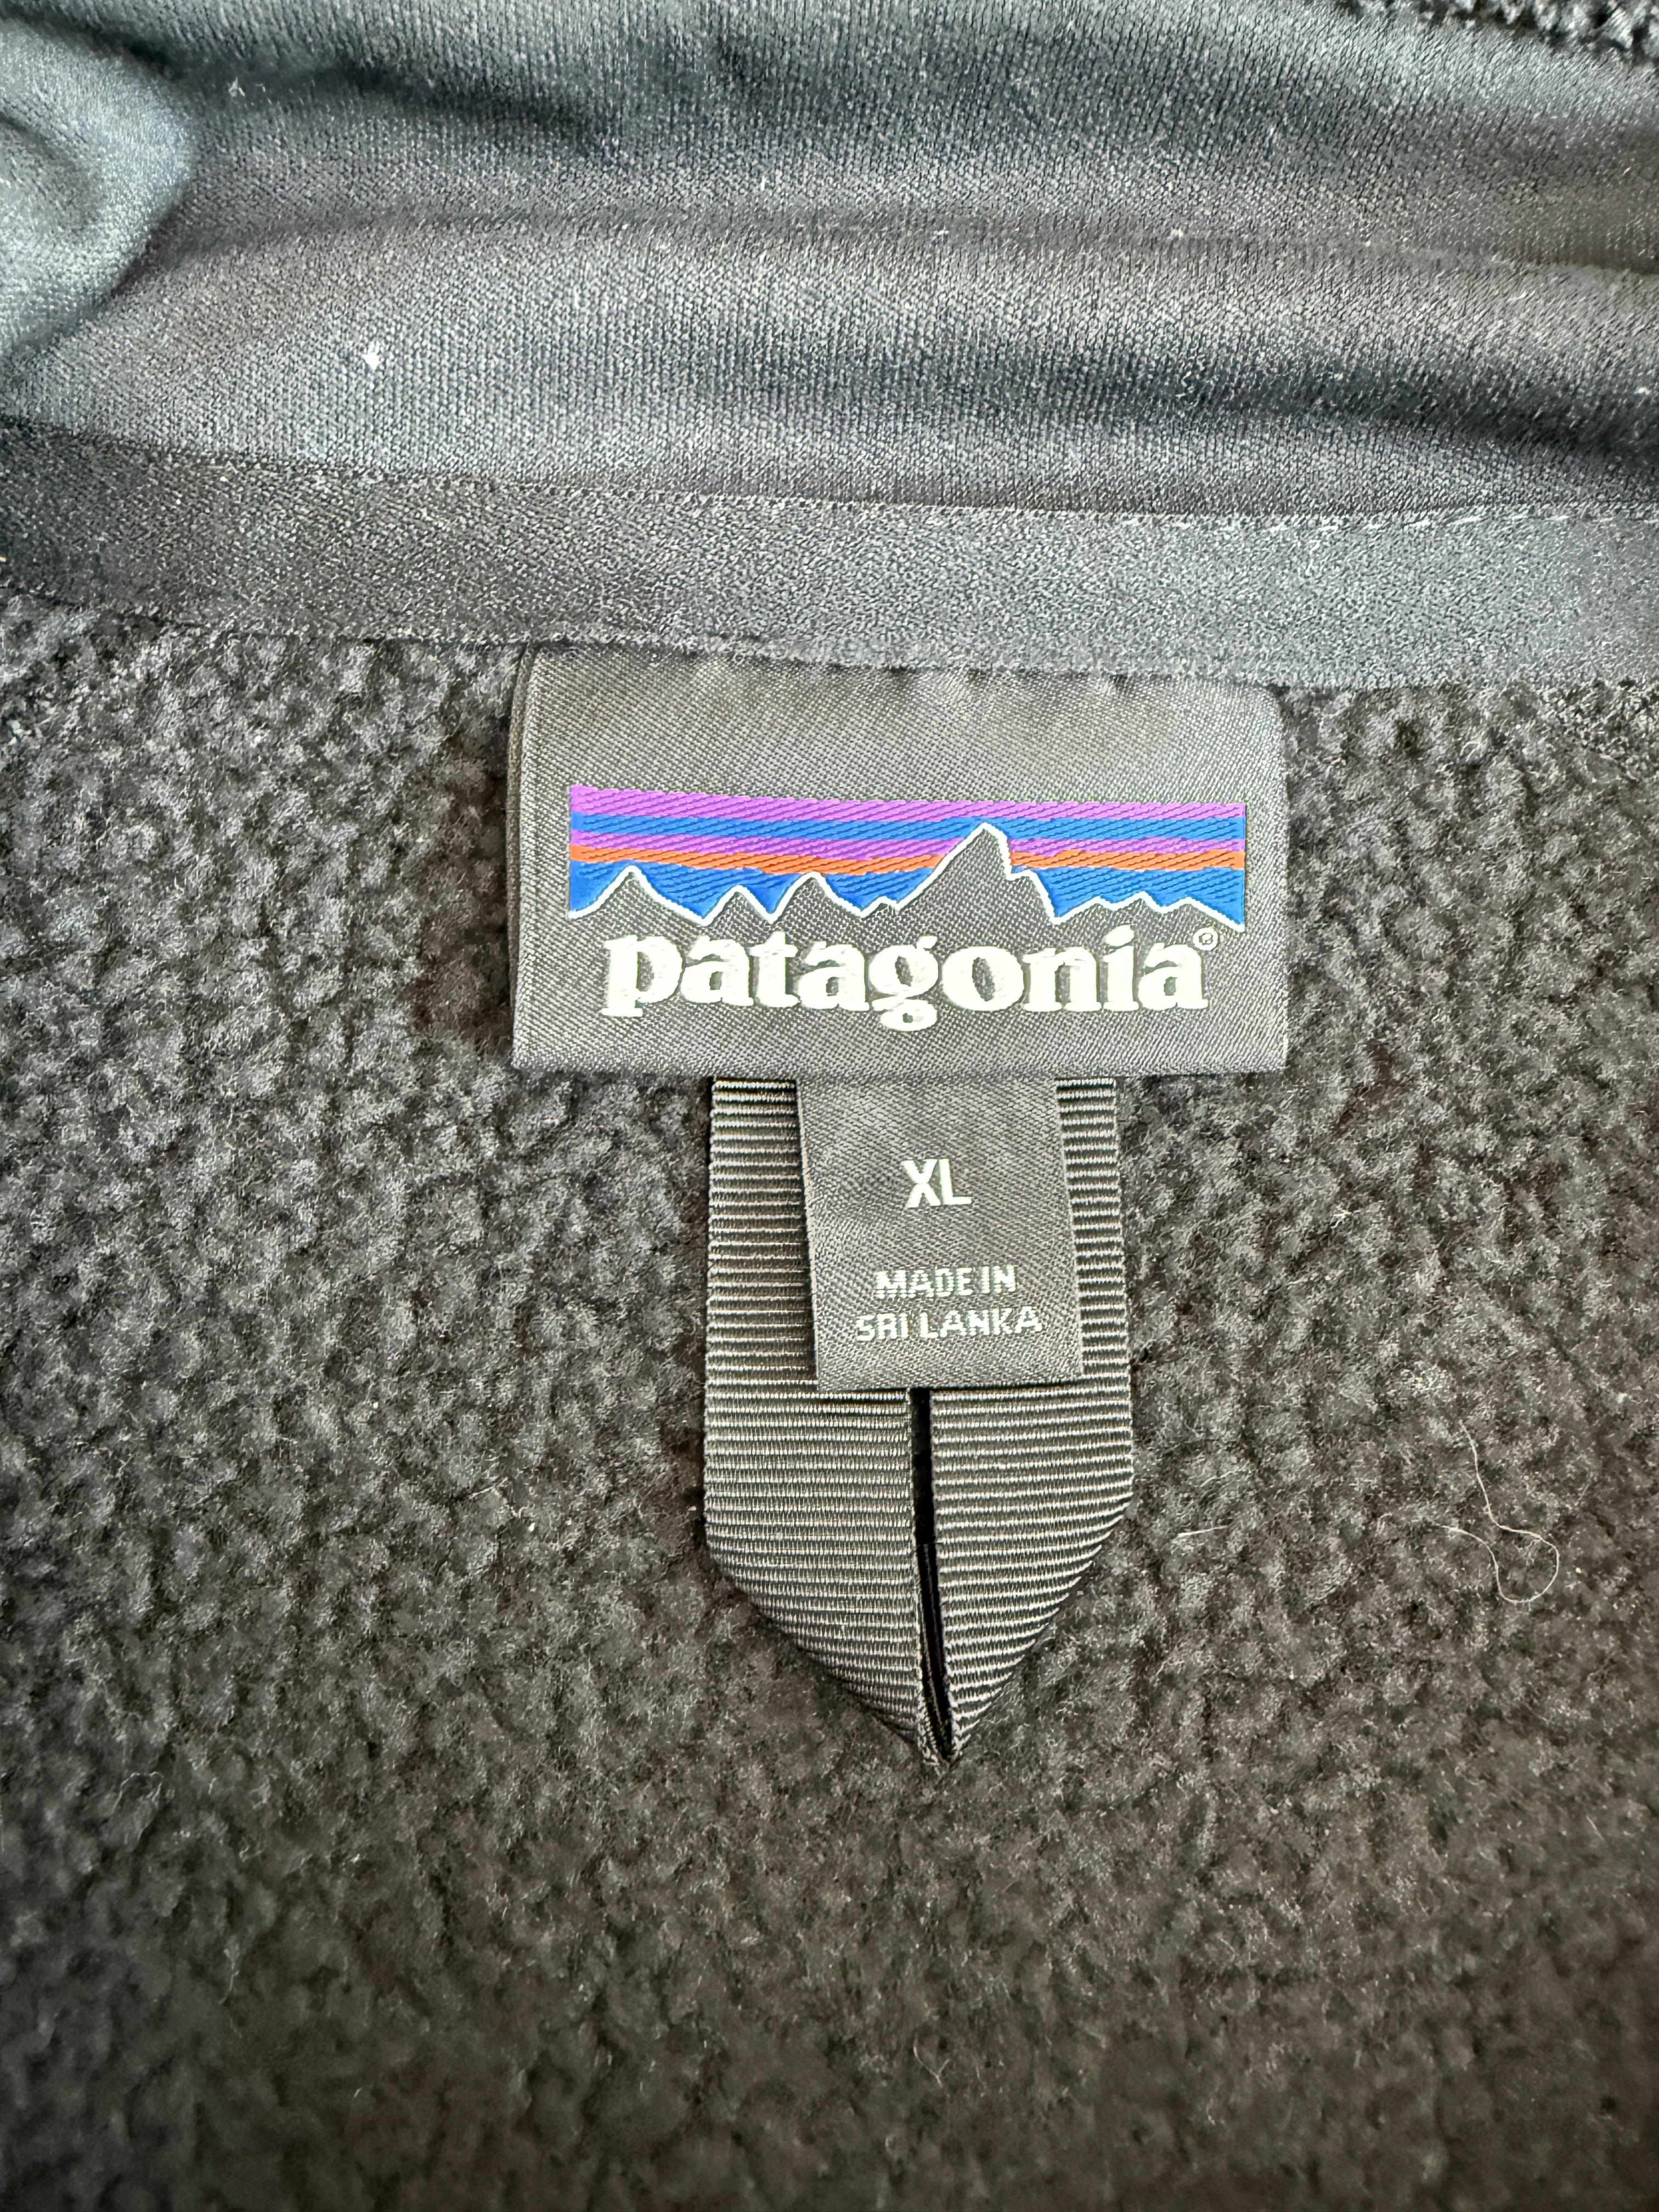 patagonia®
XL
MADE IN
SRI LANKA